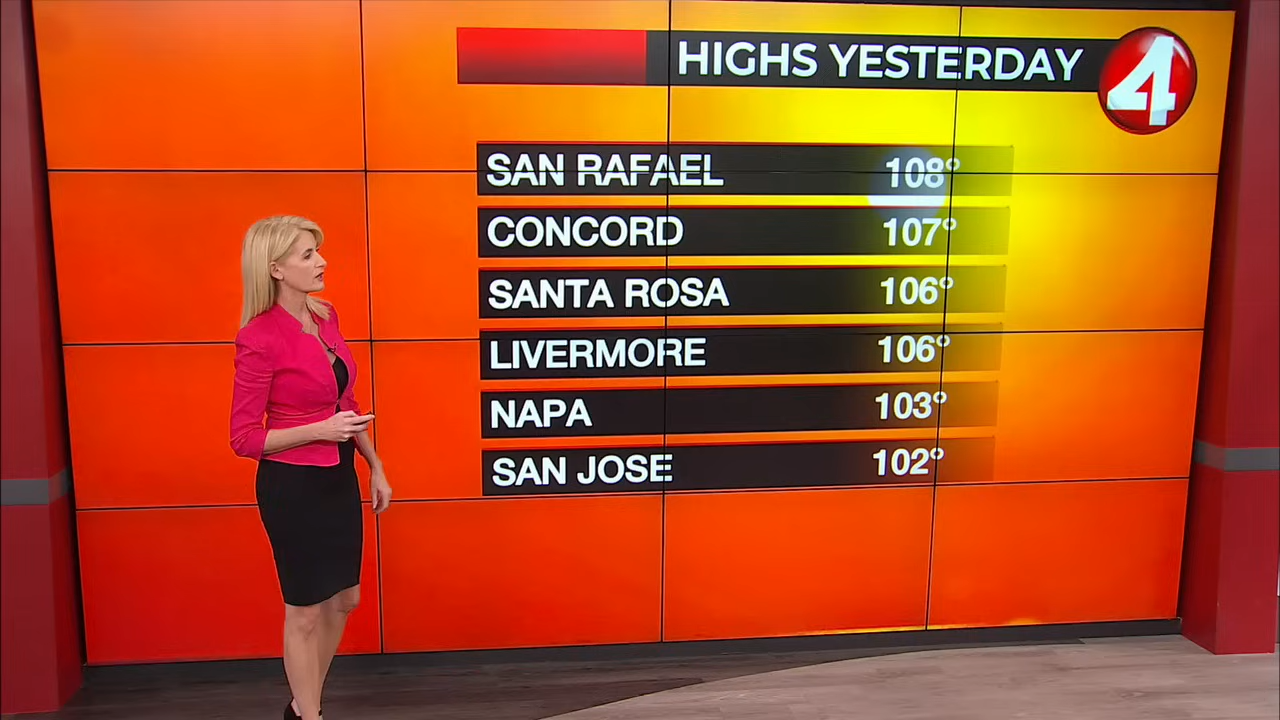 HIGHS YESTERDAY
4
SAN RAFAEL 108°
CONCORD 107°
SANTA ROSA 106°
LIVERMORE 106°
NAPA 103°
SAN JOSE 102°